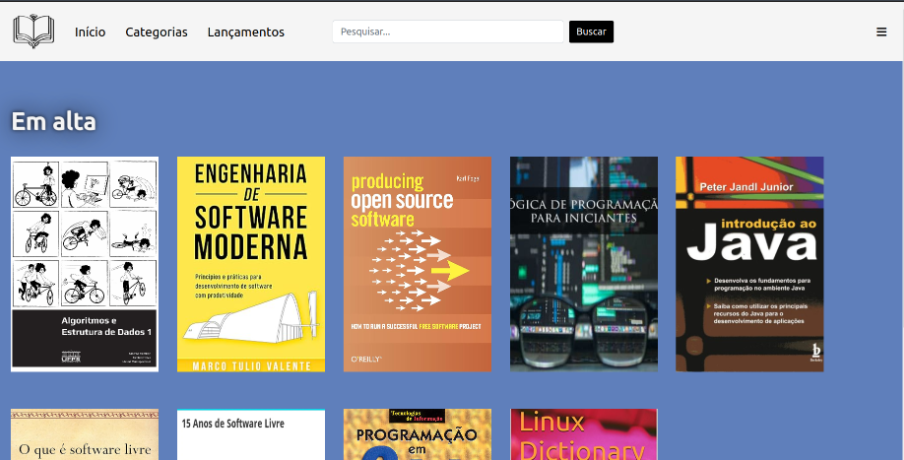 Início Categorias Lançamentos Pesquisar... Buscar
Em alta
Algoritmos e
Estrutura de Dados 1
UFPR
ENGENHARIA
DE
SOFTWARE
MODERNA
Princípios e práticas para
desenvolvimento de software
com produtividade
MARCO TULIO VALENTE
Karl Fogel
producing
open source
software
HOW TO RUN A SUCCESSFUL FREE SOFTWARE PROJECT
O'REILLY
ÓGICA DE PROGRAMAÇÃ
PARA INICIANTES
Peter Jandl Junior
introdução ao
Java
Desenvolva os fundamentos para
programação no ambiente Java
Saiba como utilizar os principais
recursos do Java para o
desenvolvimento de aplicações
b
O que é software livre
15 Anos de Software Livre
Tecnologias
de Informação
PROGRAMAÇÃO
em
Linux
Dictionary